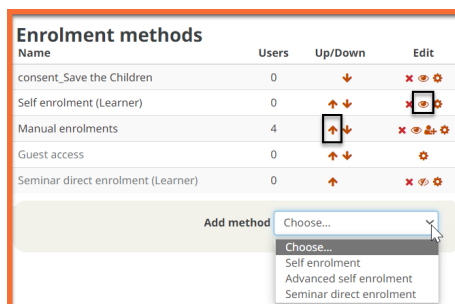 Enrolment methods
Name Users Up/Down Edit
consent_Save the Children 0
Self enrolment (Learner) 0
Manual enrolments 4
Guest access 0
Seminar direct enrolment (Learner) 0
Add method Choose...
Choose...
Self enrolment
Advanced self enrolment
Seminar direct enrolment